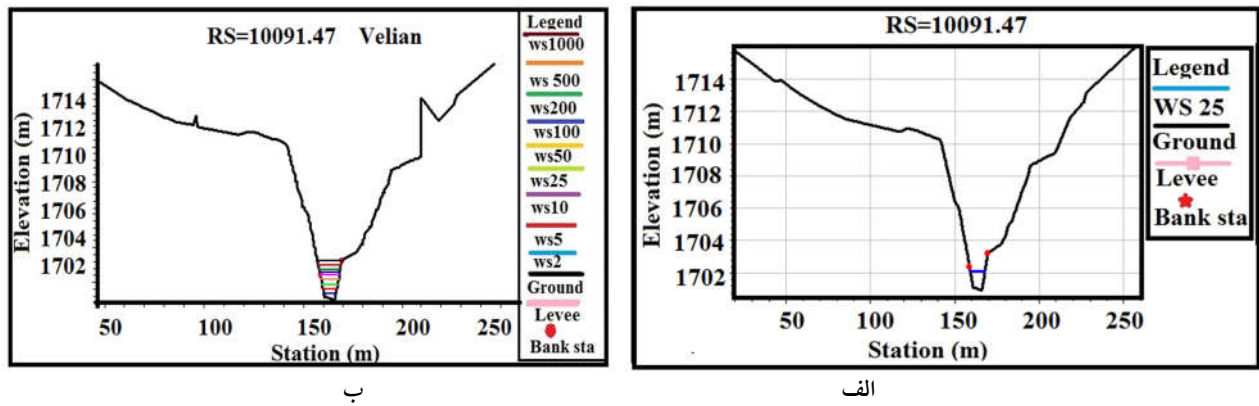 RS=10091.47 Velian
Elevation (m)
1714
1712
1710
1708
1706
1704
1702
50 100 150 200 250
Station (m)
Legend
ws1000
ws 500
ws200
ws100
ws50
ws25
ws10
ws5
ws2
Ground
Levee
Bank sta
ب
RS=10091.47
Elevation (m)
1714
1712
1710
1708
1706
1704
1702
50 100 150 200 250
Station (m)
Legend
WS 25
Ground
Levee
Bank sta
الف